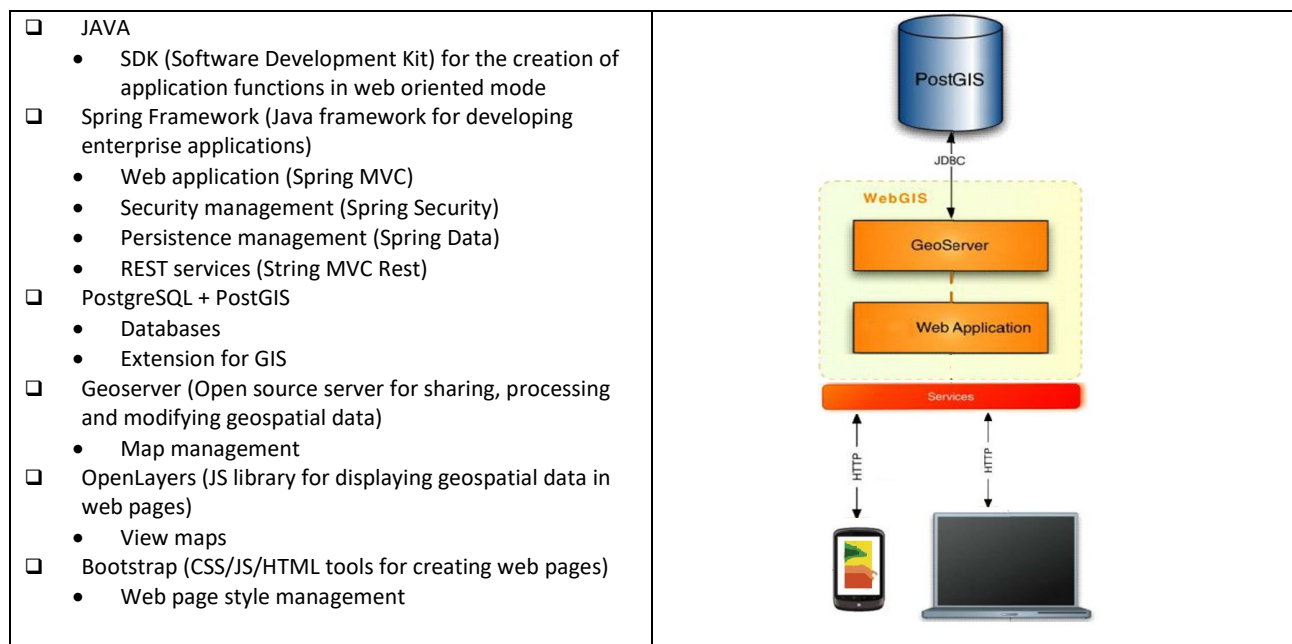 ❑ JAVA
• SDK (Software Development Kit) for the creation of
application functions in web oriented mode
❑ Spring Framework (Java framework for developing
enterprise applications)
• Web application (Spring MVC)
• Security management (Spring Security)
• Persistence management (Spring Data)
• REST services (String MVC Rest)
❑ PostgreSQL + PostGIS
• Databases
• Extension for GIS
❑ Geoserver (Open source server for sharing, processing
and modifying geospatial data)
• Map management
❑ OpenLayers (JS library for displaying geospatial data in
web pages)
• View maps
❑ Bootstrap (CSS/JS/HTML tools for creating web pages)
• Web page style management
PostGIS
JDBC
WebGIS
GeoServer
Web Application
Services
HTTP
HTTP